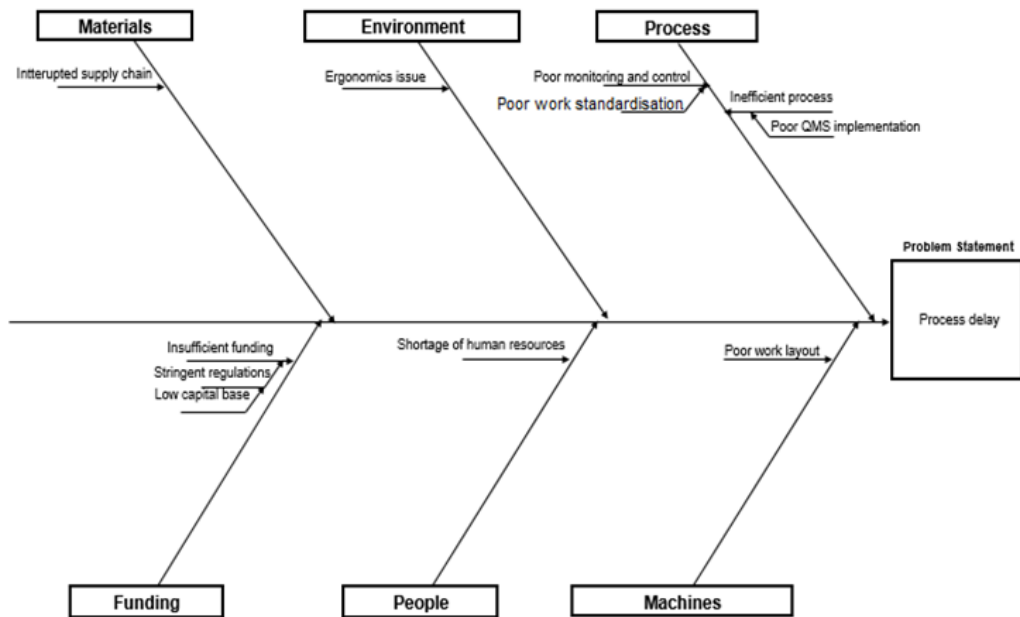 Materials
Environment
Process
Intterupted supply chain
Ergonomics issue
Poor monitoring and control
Poor work standardisation
Inefficient process
Poor QMS implementation
Problem Statement
Process delay
Insufficient funding
Stringent regulations
Low capital base
Shortage of human resources
Poor work layout
Funding
People
Machines